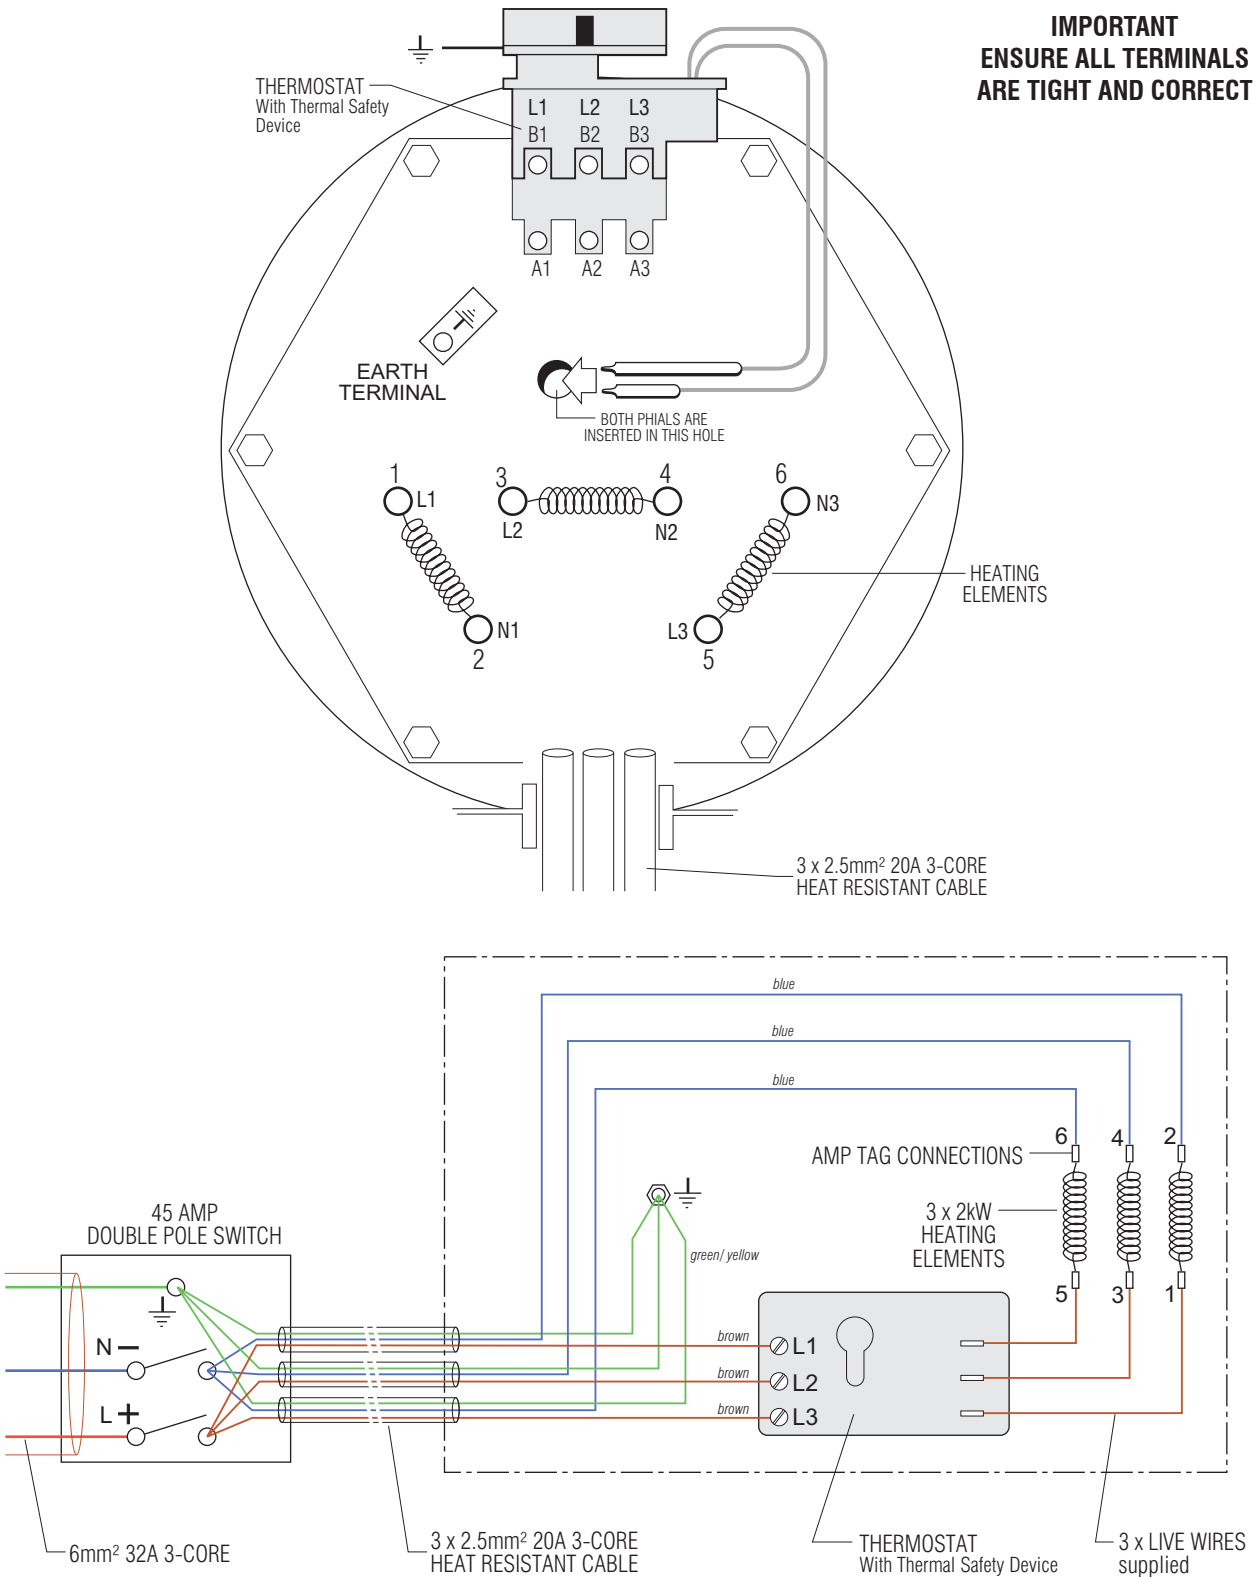 IMPORTANT
ENSURE ALL TERMINALS
ARE TIGHT AND CORRECT
THERMOSTAT
With Thermal Safety
Device
L1 L2 L3
B1 B2 B3
A1 A2 A3
EARTH
TERMINAL
BOTH PHIALS ARE
INSERTED IN THIS HOLE
1 3 4 6
L1 N3
L2 N2
HEATING
ELEMENTS
N1 L3
2 5
3 x 2.5mm² 20A 3-CORE
HEAT RESISTANT CABLE
blue
blue
blue
6 4 2
AMP TAG CONNECTIONS
3 x 2kW
HEATING
ELEMENTS
45 AMP
DOUBLE POLE SWITCH
green/ yellow
5 3 1
N −
L +
brown L1
brown L2
brown L3
6mm² 32A 3-CORE
3 x 2.5mm² 20A 3-CORE
HEAT RESISTANT CABLE
THERMOSTAT
With Thermal Safety Device
3 x LIVE WIRES
supplied